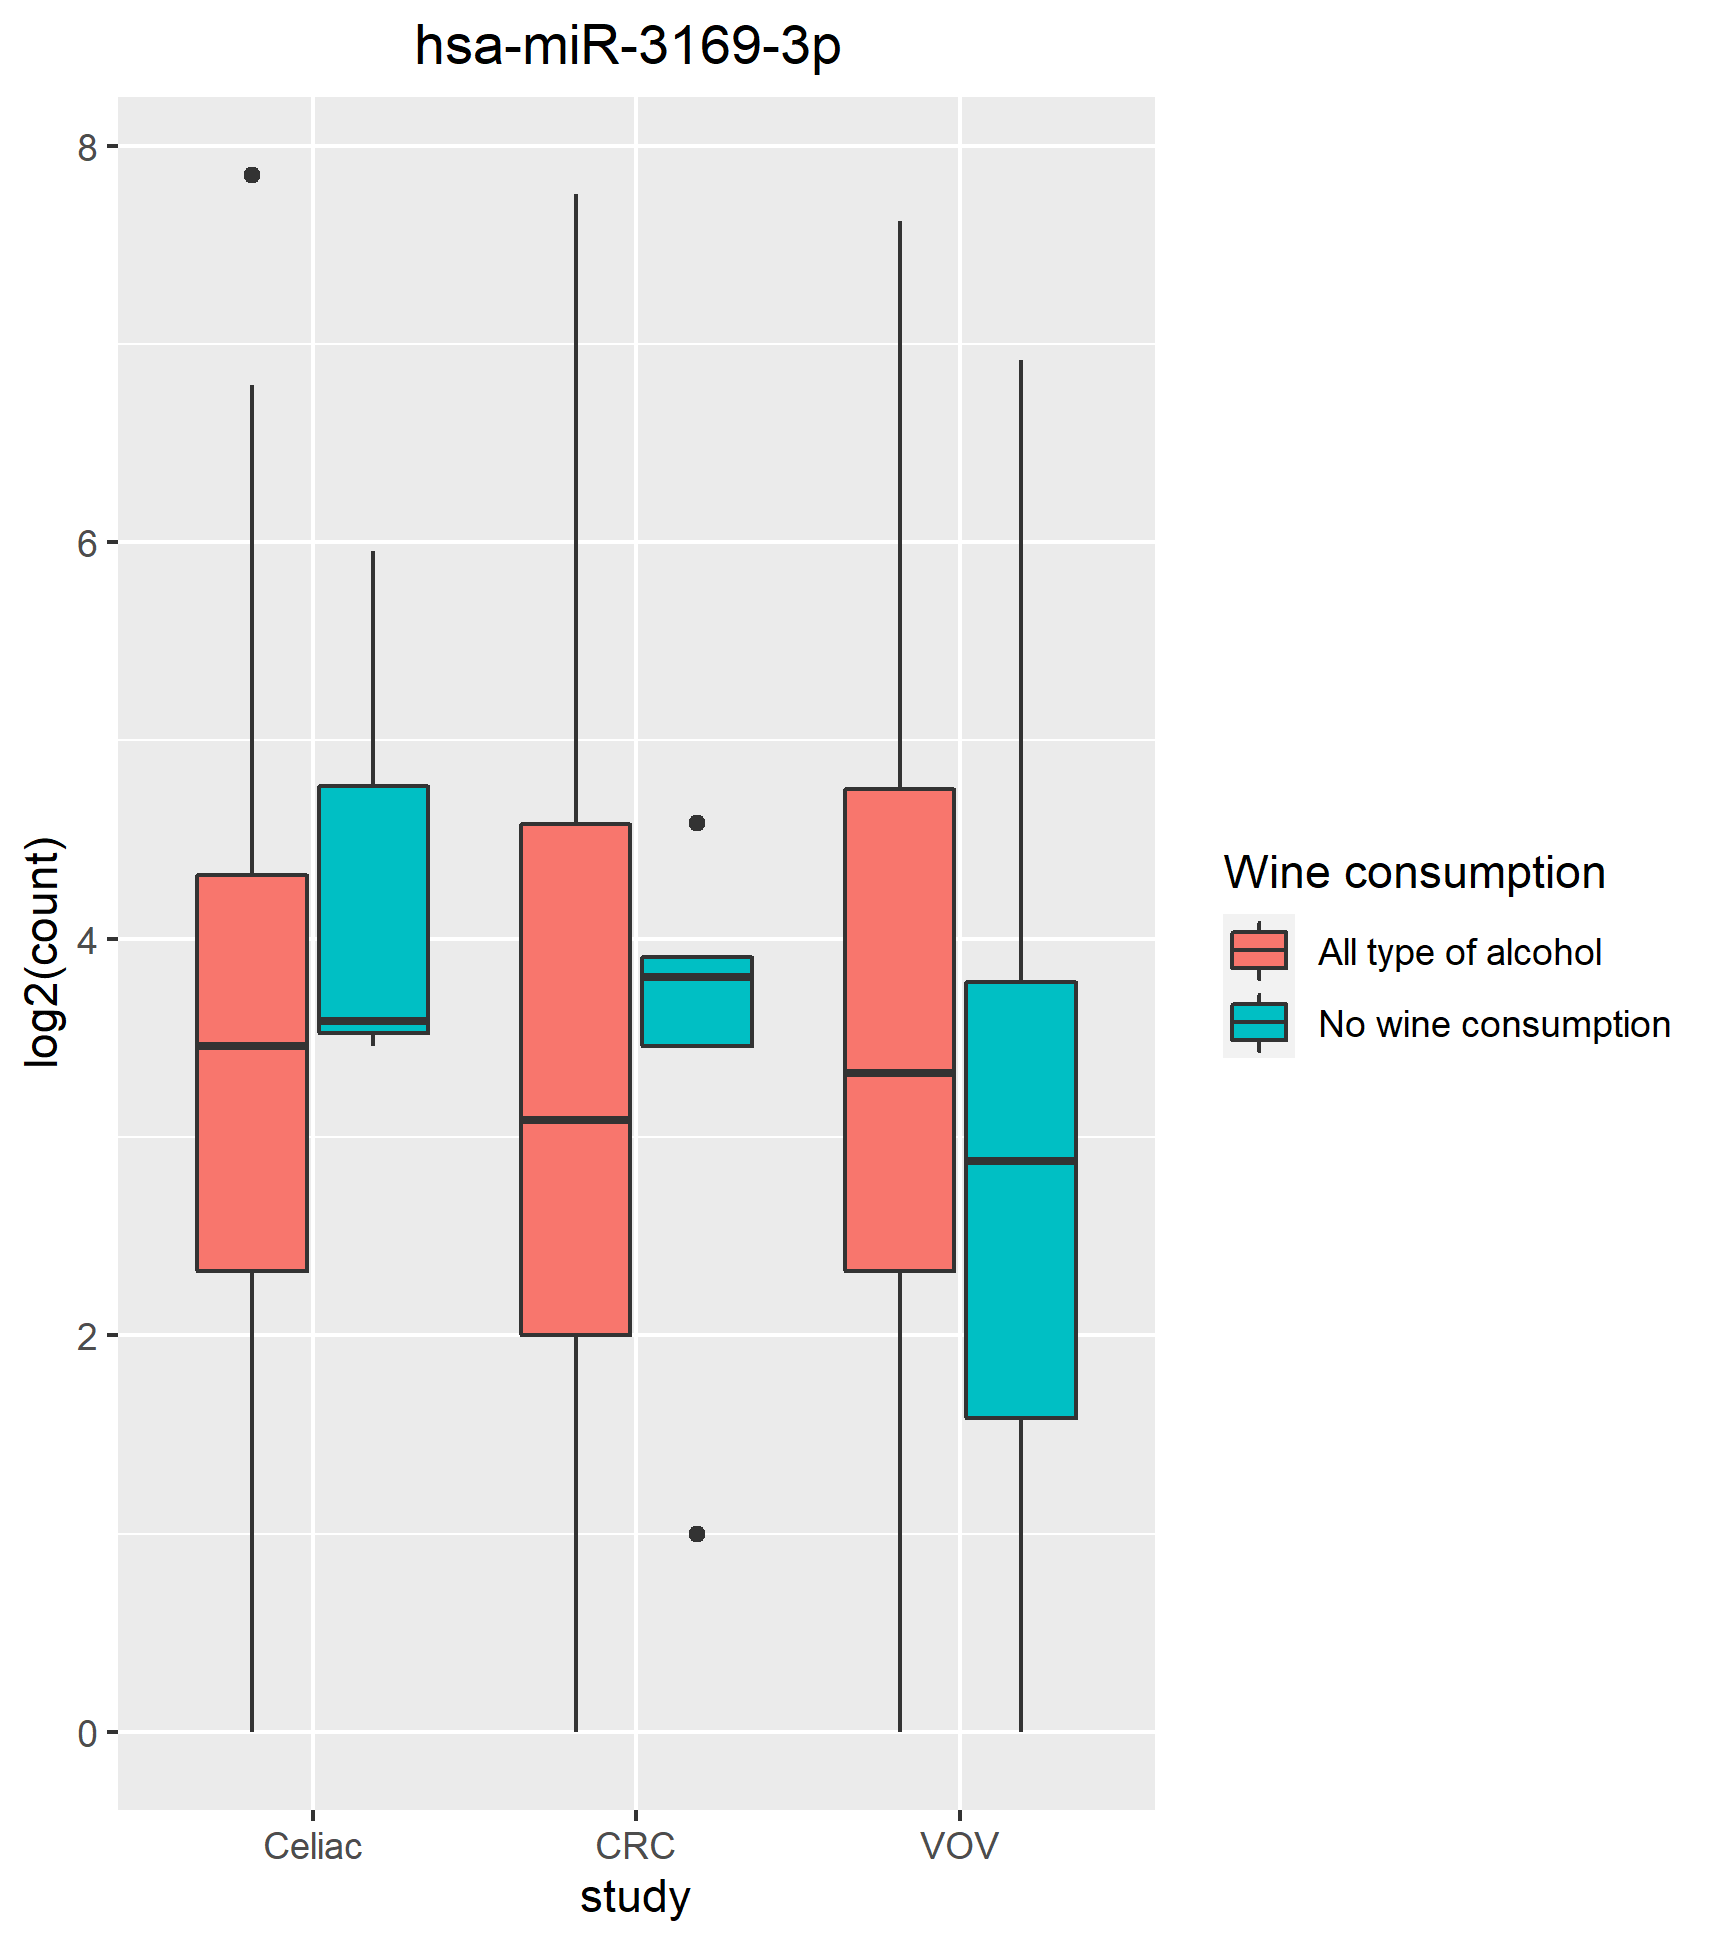 hsa-miR-3169-3p
log2(count)
8
6
4
2
0
Celiac
CRC
VOV
study
Wine consumption
All type of alcohol
No wine consumption